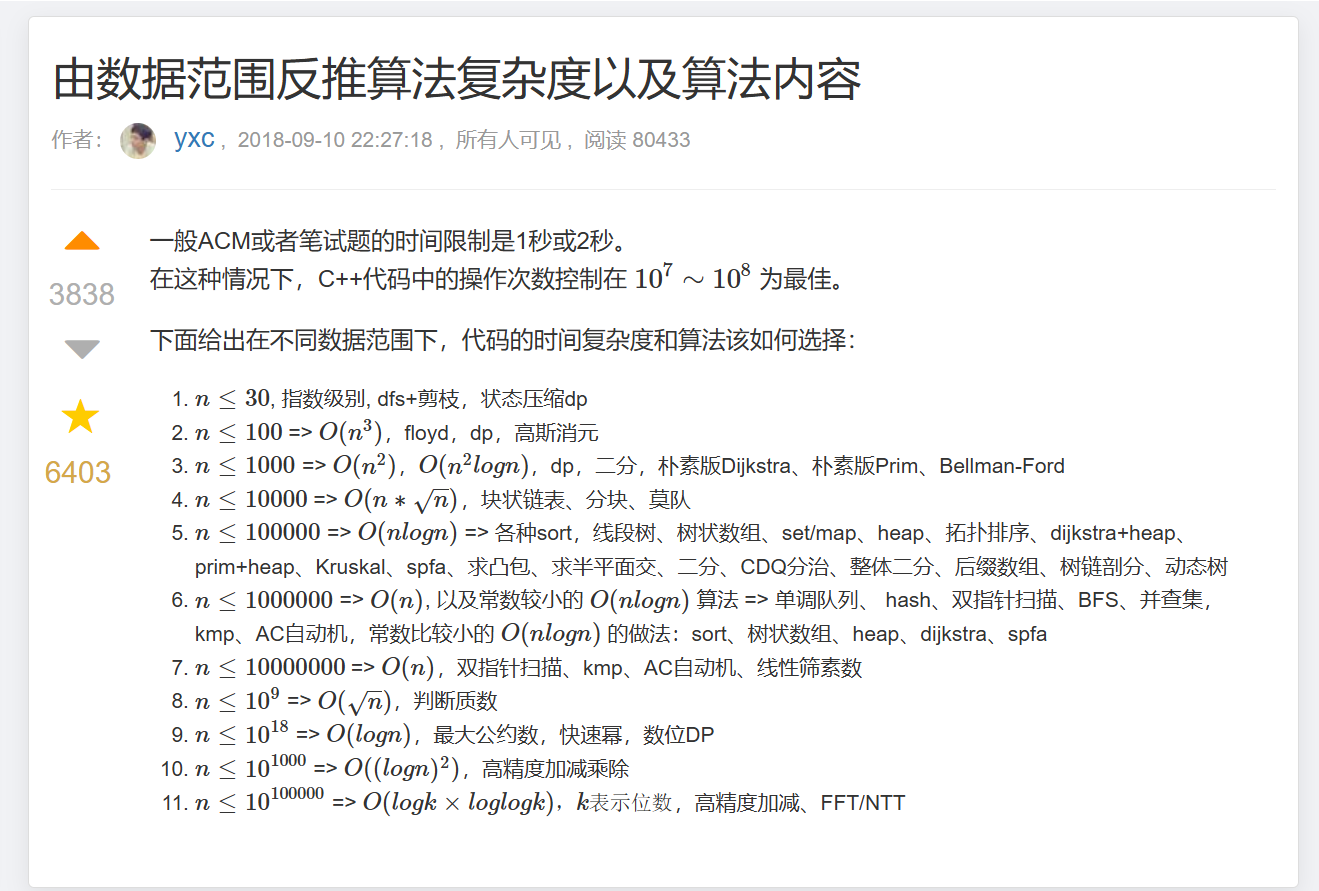 由数据范围反推算法复杂度以及算法内容
作者： yxc ， 2018-09-10 22:27:18 ，所有人可见 ，阅读 80433
一般ACM或者笔试题的时间限制是1秒或2秒。
在这种情况下，C++代码中的操作次数控制在 10^7 ∼ 10^8 为最佳。
3838
下面给出在不同数据范围下，代码的时间复杂度和算法该如何选择：
6403
1. n ≤ 30, 指数级别, dfs+剪枝，状态压缩dp
2. n ≤ 100 => O(n^3)，floyd，dp，高斯消元
3. n ≤ 1000 => O(n^2)，O(n^2logn)，dp，二分，朴素版Dijkstra、朴素版Prim、Bellman-Ford
4. n ≤ 10000 => O(n ∗ √n)，块状链表、分块、莫队
5. n ≤ 100000 => O(nlogn) => 各种sort，线段树、树状数组、set/map、heap、拓扑排序、dijkstra+heap、
prim+heap、Kruskal、spfa、求凸包、求半平面交、二分、CDQ分治、整体二分、后缀数组、树链剖分、动态树
6. n ≤ 1000000 => O(n), 以及常数较小的 O(nlogn) 算法 => 单调队列、 hash、双指针扫描、BFS、并查集，
kmp、AC自动机，常数比较小的 O(nlogn) 的做法：sort、树状数组、heap、dijkstra、spfa
7. n ≤ 10000000 => O(n)，双指针扫描、kmp、AC自动机、线性筛素数
8. n ≤ 10^9 => O(√n)，判断质数
9. n ≤ 10^18 => O(logn)，最大公约数，快速幂，数位DP
10. n ≤ 10^1000 => O((logn)^2)，高精度加减乘除
11. n ≤ 10^100000 => O(logk × loglogk)，k表示位数，高精度加减、FFT/NTT